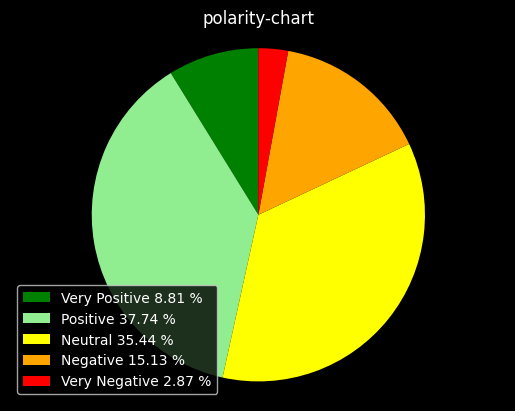 polarity-chart
Very Positive 8.81 %
Positive 37.74 %
Neutral 35.44 %
Negative 15.13 %
Very Negative 2.87 %